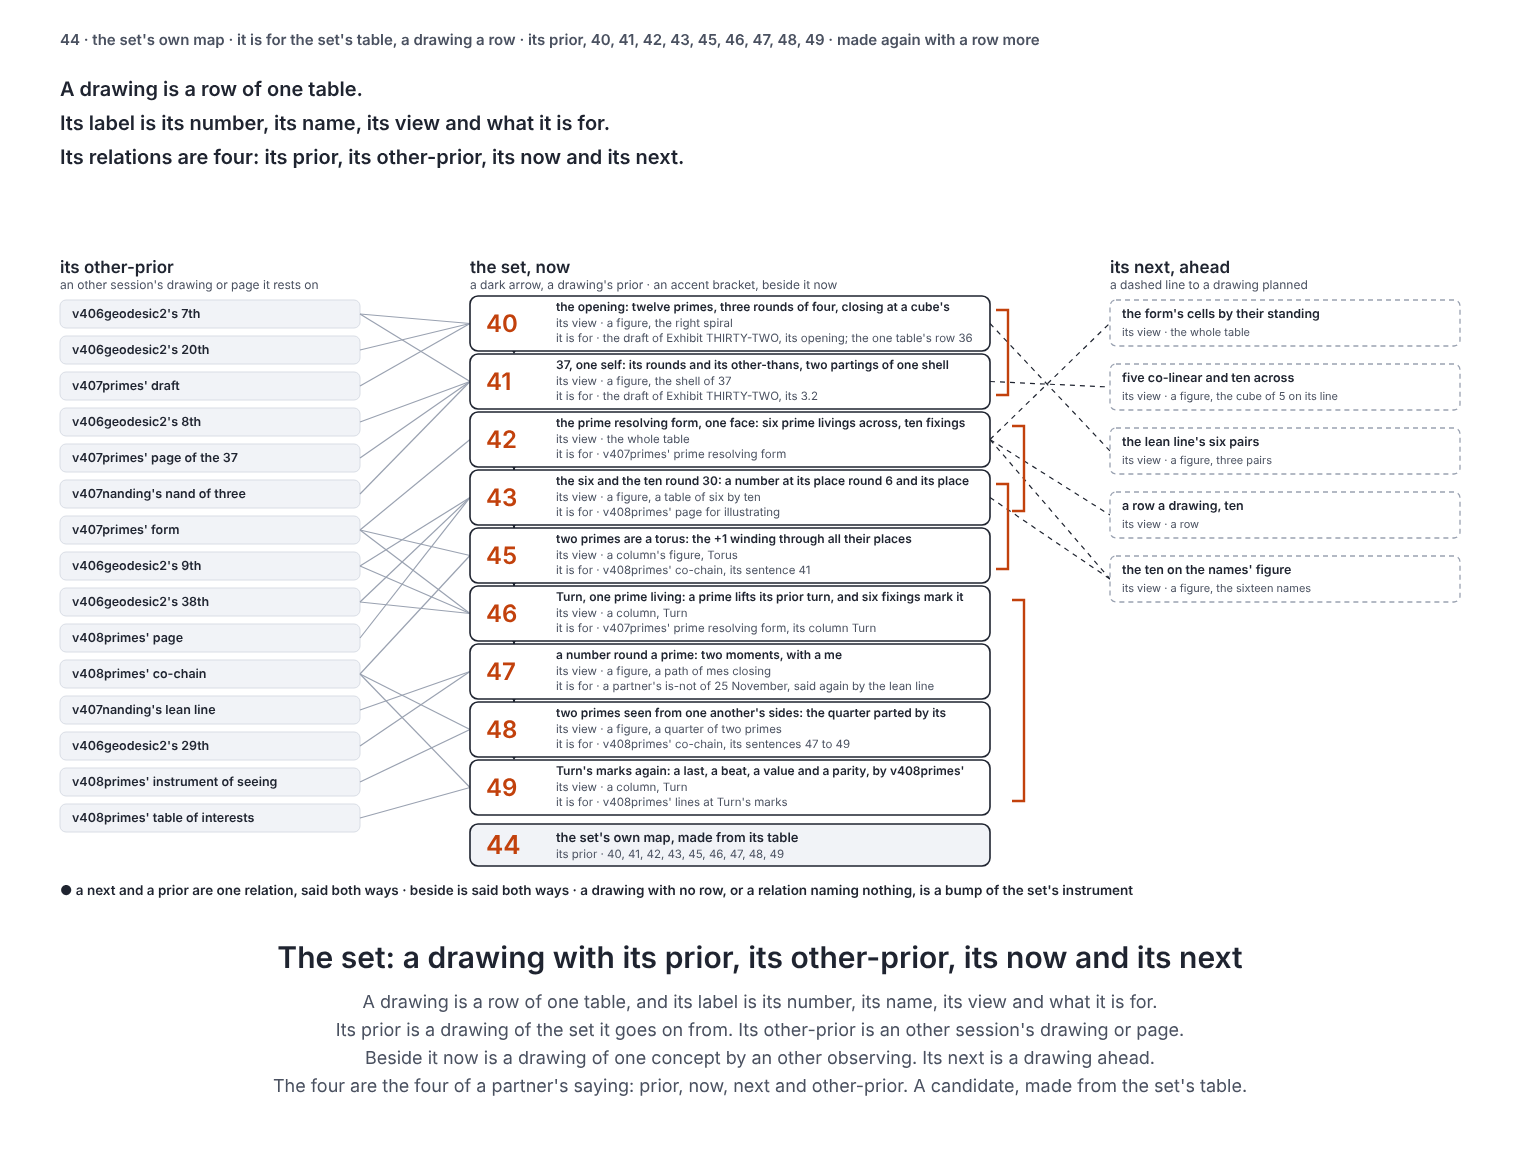 44 · the set's own map · it is for the set's table, a drawing a row · its prior, 40, 41, 42, 43, 45, 46, 47, 48, 49 · made again with a row more
A drawing is a row of one table.
Its label is its number, its name, its view and what it is for.
Its relations are four: its prior, its other-prior, its now and its next.
its other-prior
an other session's drawing or page it rests on
v406geodesic2's 7th
v406geodesic2's 20th
v407primes' draft
v406geodesic2's 8th
v407primes' page of the 37
v407nanding's nand of three
v407primes' form
v406geodesic2's 9th
v406geodesic2's 38th
v408primes' page
v408primes' co-chain
v407nanding's lean line
v406geodesic2's 29th
v408primes' instrument of seeing
v408primes' table of interests
the set, now
a dark arrow, a drawing's prior · an accent bracket, beside it now
40
the opening: twelve primes, three rounds of four, closing at a cube's
its view · a figure, the right spiral
it is for · the draft of Exhibit THIRTY-TWO, its opening; the one table's row 36
41
37, one self: its rounds and its other-thans, two partings of one shell
its view · a figure, the shell of 37
it is for · the draft of Exhibit THIRTY-TWO, its 3.2
42
the prime resolving form, one face: six prime livings across, ten fixings
its view · the whole table
it is for · v407primes' prime resolving form
43
the six and the ten round 30: a number at its place round 6 and its place
its view · a figure, a table of six by ten
it is for · v408primes' page for illustrating
45
two primes are a torus: the +1 winding through all their places
its view · a column's figure, Torus
it is for · v408primes' co-chain, its sentence 41
46
Turn, one prime living: a prime lifts its prior turn, and six fixings mark it
its view · a column, Turn
it is for · v407primes' prime resolving form, its column Turn
47
a number round a prime: two moments, with a me
its view · a figure, a path of mes closing
it is for · a partner's is-not of 25 November, said again by the lean line
48
two primes seen from one another's sides: the quarter parted by its
its view · a figure, a quarter of two primes
it is for · v408primes' co-chain, its sentences 47 to 49
49
Turn's marks again: a last, a beat, a value and a parity, by v408primes'
its view · a column, Turn
it is for · v408primes' lines at Turn's marks
44
the set's own map, made from its table
its prior · 40, 41, 42, 43, 45, 46, 47, 48, 49
its next, ahead
a dashed line to a drawing planned
the form's cells by their standing
its view · the whole table
five co-linear and ten across
its view · a figure, the cube of 5 on its line
the lean line's six pairs
its view · a figure, three pairs
a row a drawing, ten
its view · a row
the ten on the names' figure
its view · a figure, the sixteen names
● a next and a prior are one relation, said both ways · beside is said both ways · a drawing with no row, or a relation naming nothing, is a bump of the set's instrument
The set: a drawing with its prior, its other-prior, its now and its next
A drawing is a row of one table, and its label is its number, its name, its view and what it is for.
Its prior is a drawing of the set it goes on from. Its other-prior is an other session's drawing or page.
Beside it now is a drawing of one concept by an other observing. Its next is a drawing ahead.
The four are the four of a partner's saying: prior, now, next and other-prior. A candidate, made from the set's table.